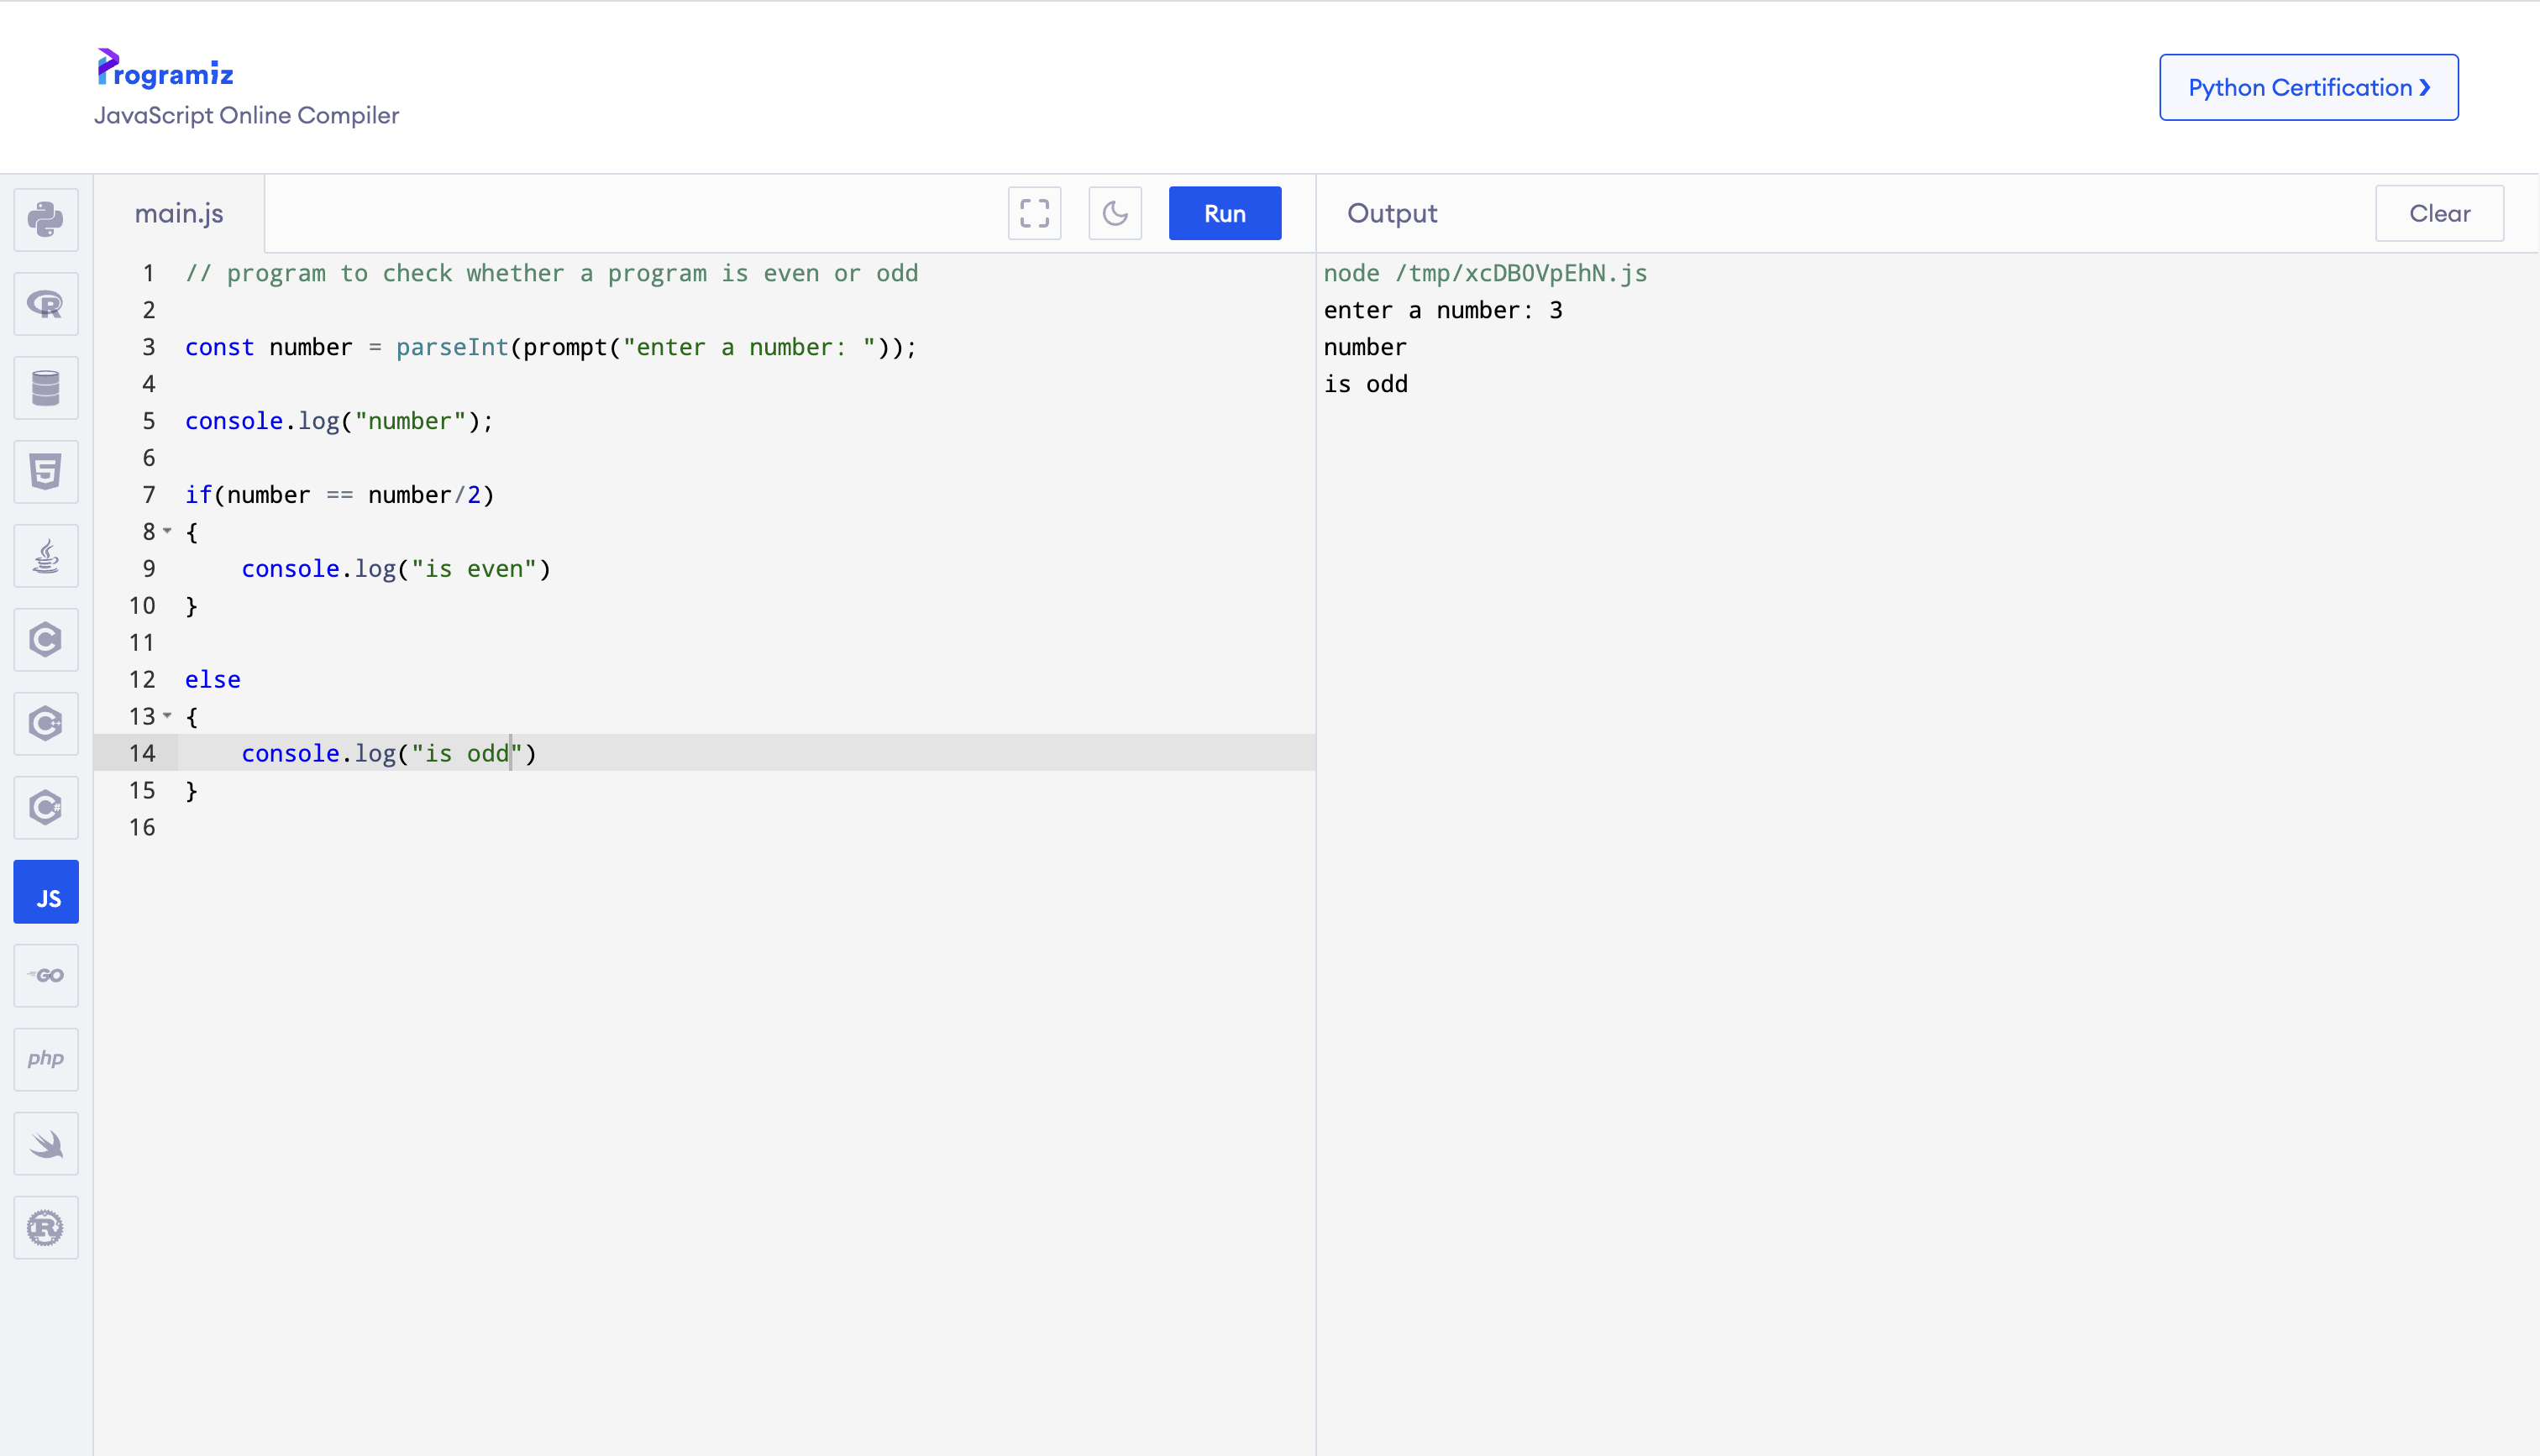 Programiz
JavaScript Online Compiler
Python Certification ❯
main.js
Run
Output
Clear
1 // program to check whether a program is even or odd
2
3 const number = parseInt(prompt("enter a number: "));
4
5 console.log("number");
6
7 if(number == number/2)
8 {
9     console.log("is even")
10 }
11
12 else
13 {
14     console.log("is odd")
15 }
16
node /tmp/xcDB0VpEhN.js
enter a number: 3
number
is odd
R
5
C
C++
C#
JS
GO
php
R